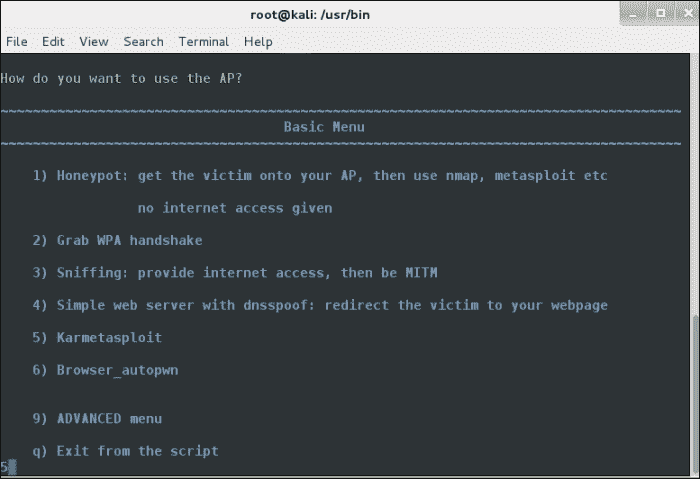 root@kali: /usr/bin
File Edit View Search Terminal Help
How do you want to use the AP?
~~~~~~~~~~~~~~~~~~~~~~~~~~~~~~~~~~~~~~~~~~~~~~~~~~~~~~~~~~~~~~~~~~~~~~~~~~~~~~~~~~~~
Basic Menu
~~~~~~~~~~~~~~~~~~~~~~~~~~~~~~~~~~~~~~~~~~~~~~~~~~~~~~~~~~~~~~~~~~~~~~~~~~~~~~~~~~~~
1) Honeypot: get the victim onto your AP, then use nmap, metasploit etc
no internet access given
2) Grab WPA handshake
3) Sniffing: provide internet access, then be MITM
4) Simple web server with dnsspoof: redirect the victim to your webpage
5) Karmetasploit
6) Browser_autopwn
9) ADVANCED menu
q) Exit from the script
5